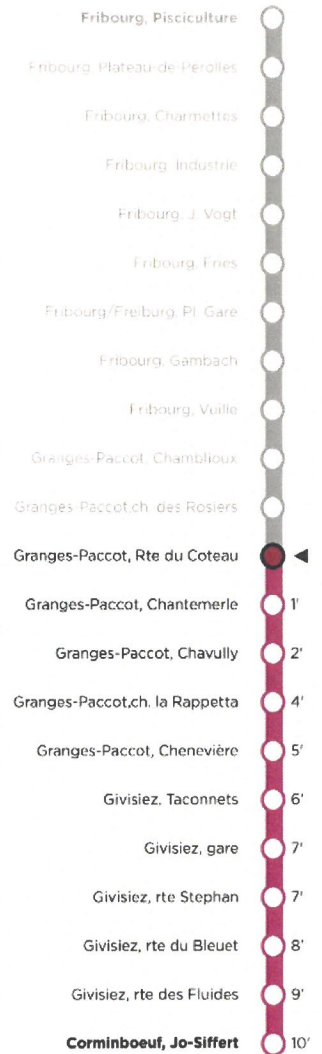 Fribourg, Pisciculture
Fribourg, Plateau-de-Pérolles
Fribourg, Charmettes
Fribourg, Industrie
Fribourg, J. Vogt
Fribourg, Fries
Fribourg/Freiburg, Pl. Gare
Fribourg, Gambach
Fribourg, Vuille
Granges-Paccot, Chamblioux
Granges-Paccot,ch. des Rosiers
Granges-Paccot, Rte du Coteau
Granges-Paccot, Chantemerle 1'
Granges-Paccot, Chavully 2'
Granges-Paccot,ch. la Rappetta 4'
Granges-Paccot, Chenevière 5'
Givisiez, Taconnets 6'
Givisiez, gare 7'
Givisiez, rte Stephan 7'
Givisiez, rte du Bleuet 8'
Givisiez, rte des Fluides 9'
Corminboeuf, Jo-Siffert 10'